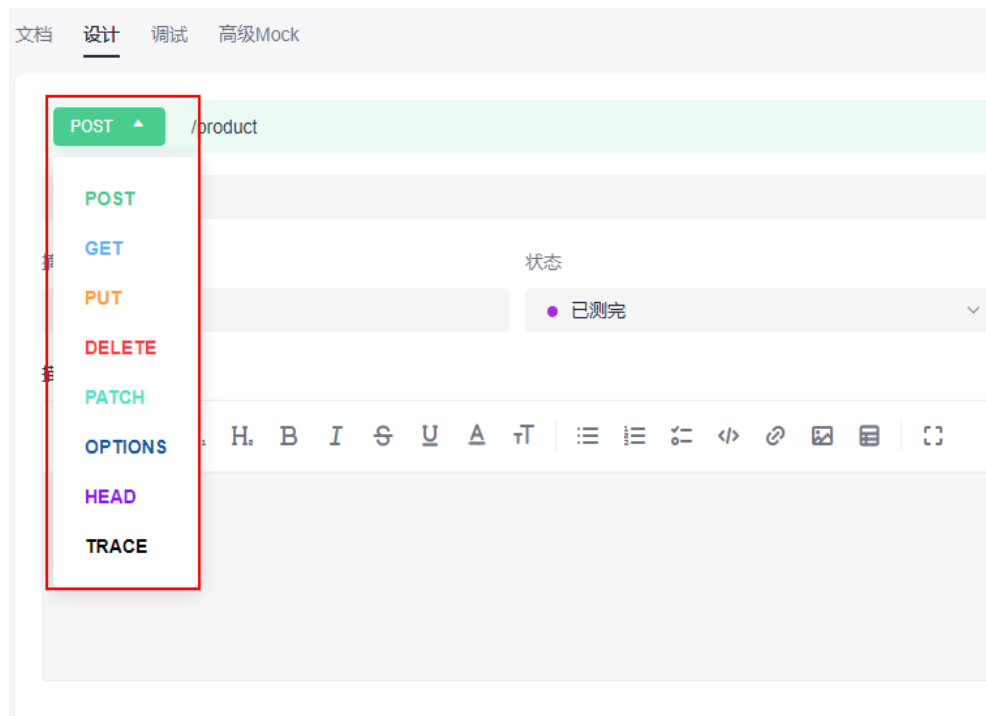 文档 设计 调试 高级Mock
POST /product
POST
GET
状态
PUT
已测完
DELETE
PATCH
OPTIONS
HEAD
TRACE